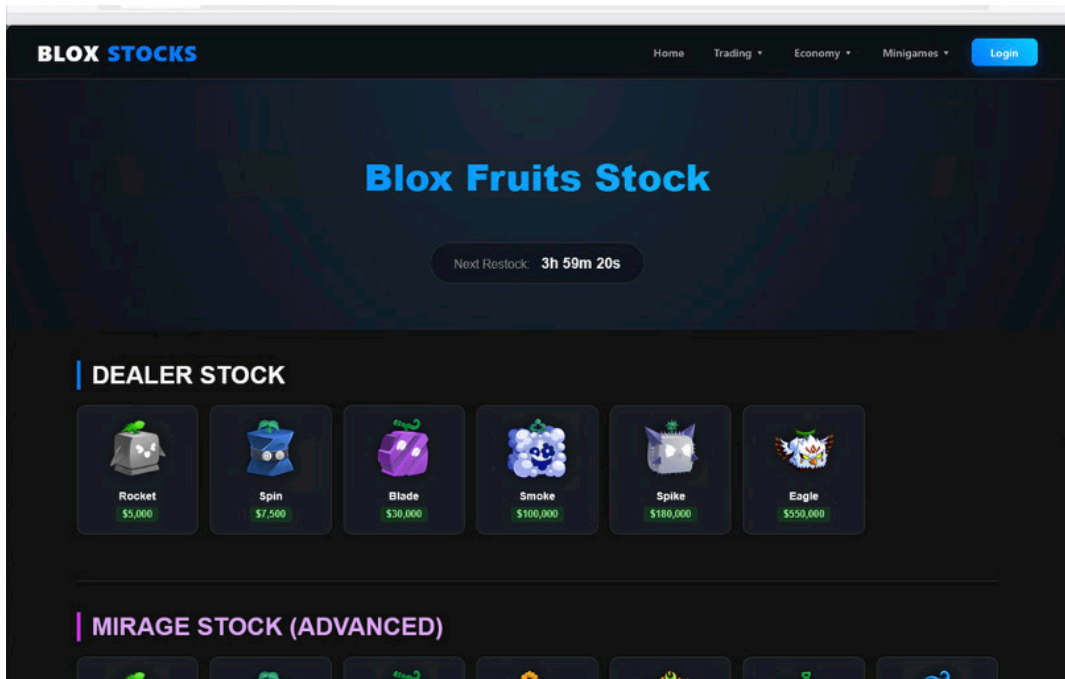 BLOX STOCKS
Home Trading ▾ Economy ▾ Minigames ▾ Login
Blox Fruits Stock
Next Restock: 3h 59m 20s
DEALER STOCK
Rocket Spin Blade Smoke Spike Eagle
$5,000 $7,500 $30,000 $100,000 $180,000 $550,000
MIRAGE STOCK (ADVANCED)